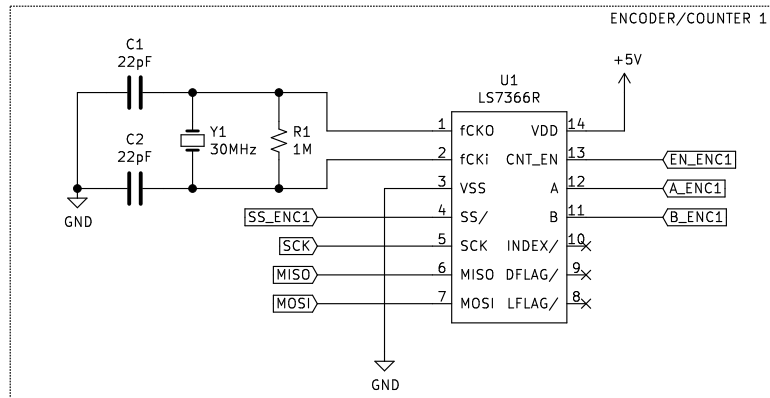 ENCODER/COUNTER 1
C1
22pF
+5V
U1
LS7366R
C2
22pF
Y1
30MHz
R1
1M
GND
1 fCKO VDD 14
2 fCKi CNT_EN 13 EN_ENC1
3 VSS A 12 A_ENC1
SS_ENC1 4 SS/ B 11 B_ENC1
SCK 5 SCK INDEX/ 10
MISO 6 MISO DFLAG/ 9
MOSI 7 MOSI LFLAG/ 8
GND